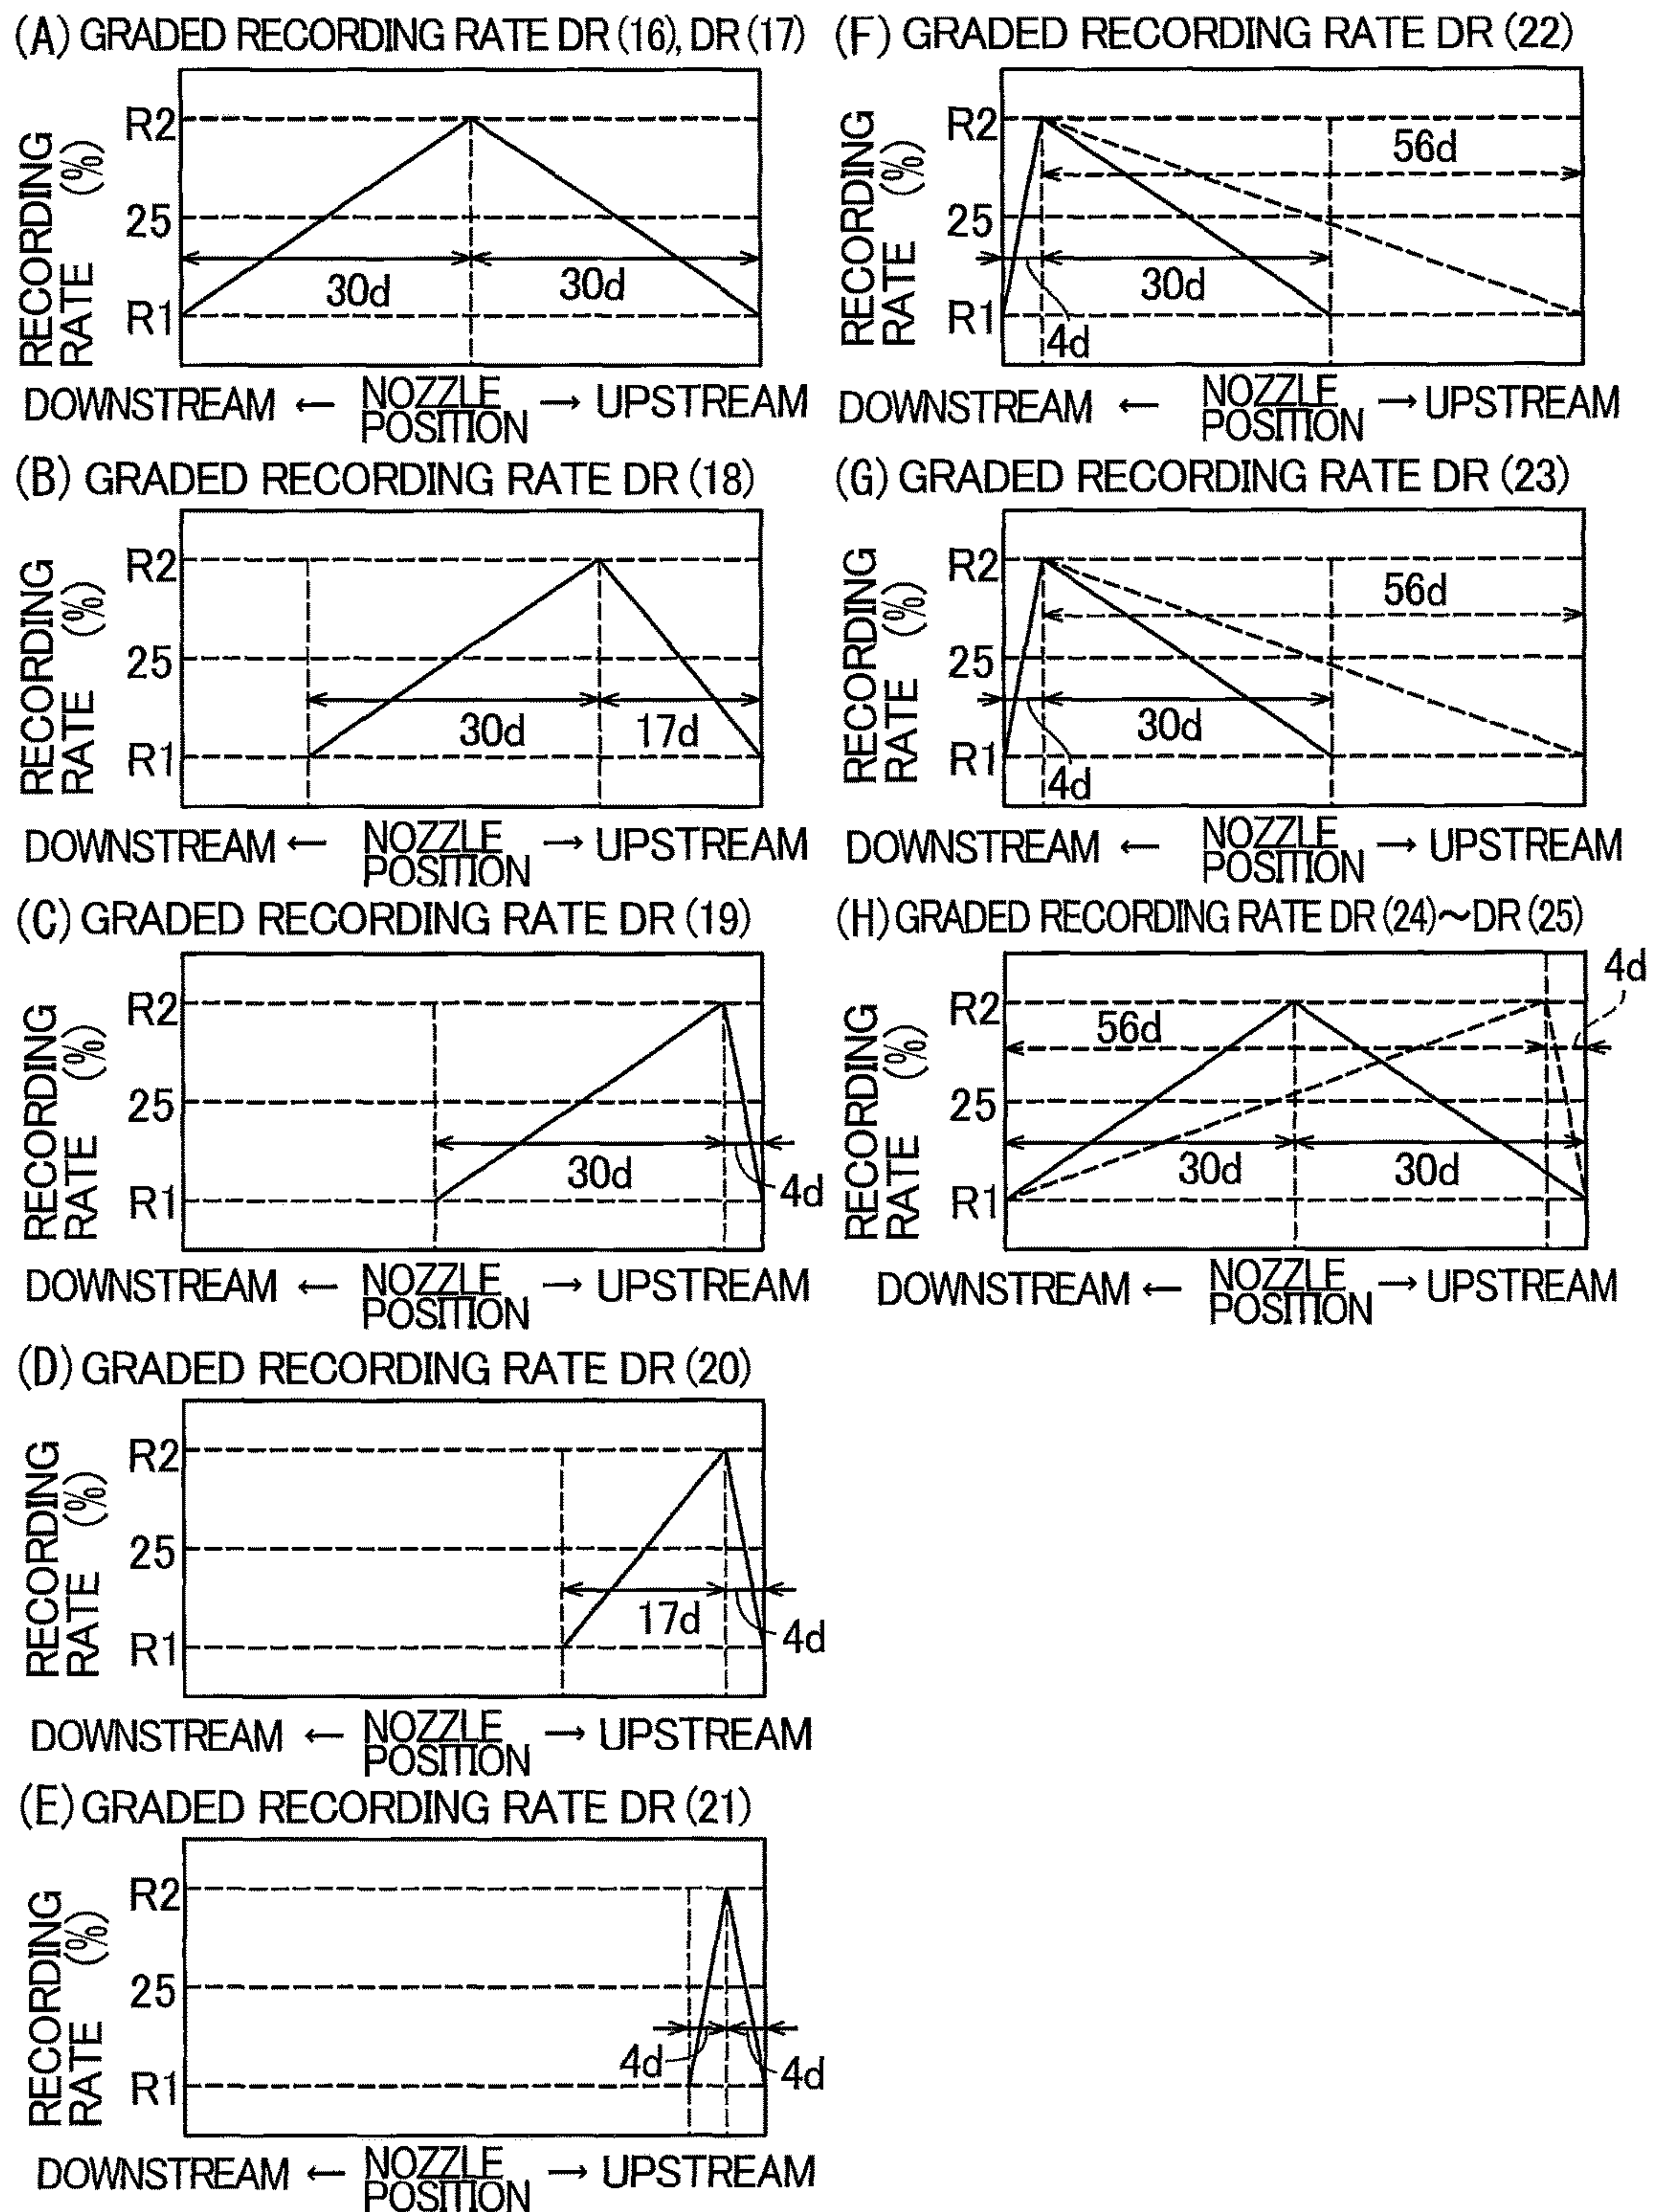 (A) GRADED RECORDING RATE DR (16), DR (17)
RECORDING
RATE
(%)
R2
25
R1
30d
30d
DOWNSTREAM ← NOZZLE
POSITION → UPSTREAM
(B) GRADED RECORDING RATE DR (18)
RECORDING
RATE
(%)
R2
25
R1
30d
17d
DOWNSTREAM ← NOZZLE
POSITION → UPSTREAM
(C) GRADED RECORDING RATE DR (19)
RECORDING
RATE
(%)
R2
25
R1
30d
4d
DOWNSTREAM ← NOZZLE
POSITION → UPSTREAM
(D) GRADED RECORDING RATE DR (20)
RECORDING
RATE
(%)
R2
25
R1
17d
4d
DOWNSTREAM ← NOZZLE
POSITION → UPSTREAM
(E) GRADED RECORDING RATE DR (21)
RECORDING
RATE
(%)
R2
25
R1
4d
4d
DOWNSTREAM ← NOZZLE
POSITION → UPSTREAM
(F) GRADED RECORDING RATE DR (22)
RECORDING
RATE
(%)
R2
25
R1
56d
30d
4d
DOWNSTREAM ← NOZZLE
POSITION → UPSTREAM
(G) GRADED RECORDING RATE DR (23)
RECORDING
RATE
(%)
R2
25
R1
56d
30d
4d
DOWNSTREAM ← NOZZLE
POSITION → UPSTREAM
(H) GRADED RECORDING RATE DR (24)~DR (25)
RECORDING
RATE
(%)
R2
25
R1
4d
56d
30d
30d
DOWNSTREAM ← NOZZLE
POSITION → UPSTREAM